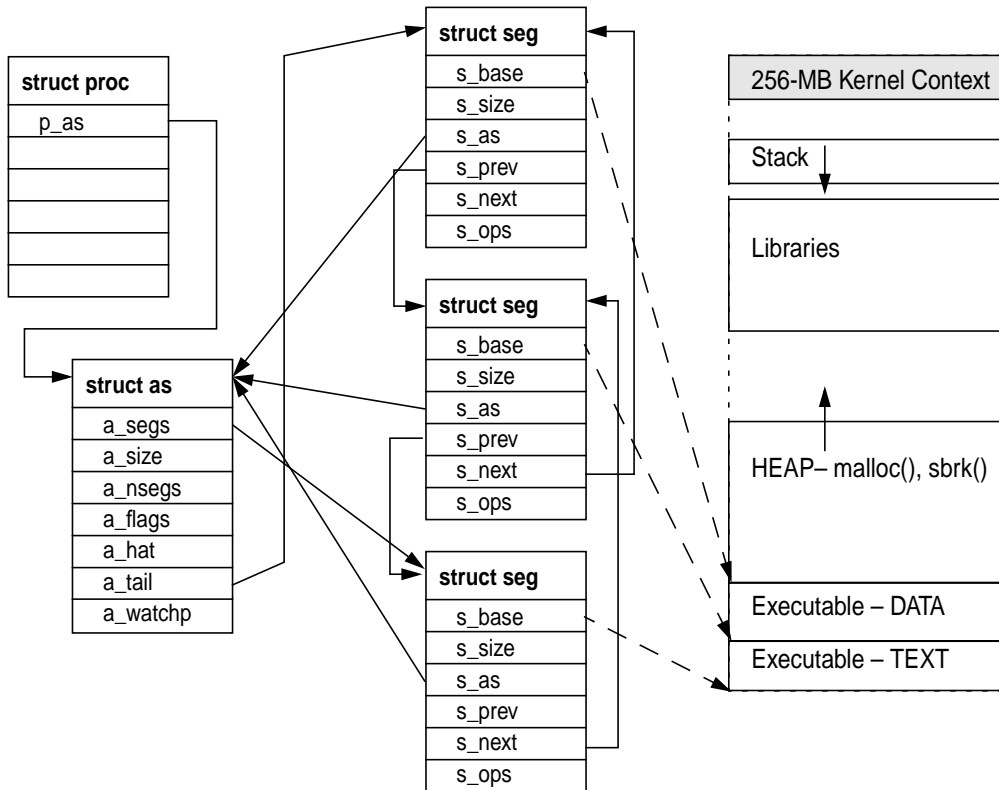 struct proc
p_as
struct as
a_segs
a_size
a_nsegs
a_flags
a_hat
a_tail
a_watchp
struct seg
s_base
s_size
s_as
s_prev
s_next
s_ops
struct seg
s_base
s_size
s_as
s_prev
s_next
s_ops
struct seg
s_base
s_size
s_as
s_prev
s_next
s_ops
256-MB Kernel Context
Stack
Libraries
HEAP– malloc(), sbrk()
Executable – DATA
Executable – TEXT